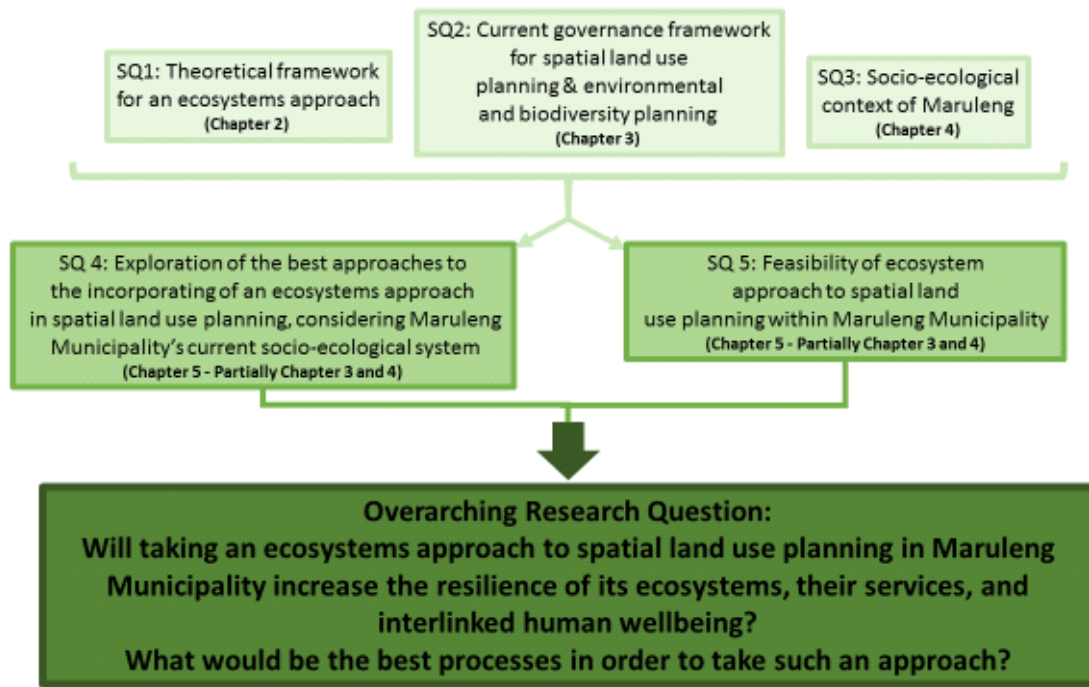 SQ1: Theoretical framework
for an ecosystems approach
(Chapter 2)
SQ2: Current governance framework
for spatial land use
planning & environmental
and biodiversity planning
(Chapter 3)
SQ3: Socio-ecological
context of Maruleng
(Chapter 4)
SQ 4: Exploration of the best approaches to
the incorporating of an ecosystems approach
in spatial land use planning, considering Maruleng
Municipality's current socio-ecological system
(Chapter 5 - Partially Chapter 3 and 4)
SQ 5: Feasibility of ecosystem
approach to spatial land
use planning within Maruleng Municipality
(Chapter 5 - Partially Chapter 3 and 4)
Overarching Research Question:
Will taking an ecosystems approach to spatial land use planning in Maruleng
Municipality increase the resilience of its ecosystems, their services, and
interlinked human wellbeing?
What would be the best processes in order to take such an approach?